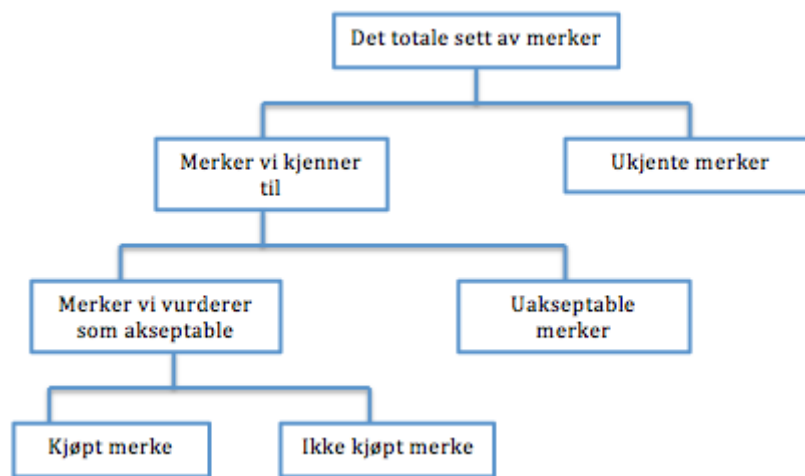 Det totale sett av merker
Merker vi kjenner
til
Ukjente merker
Merker vi vurderer
som akseptable
Uakseptable
merker
Kjøpt merke
Ikke kjøpt merke